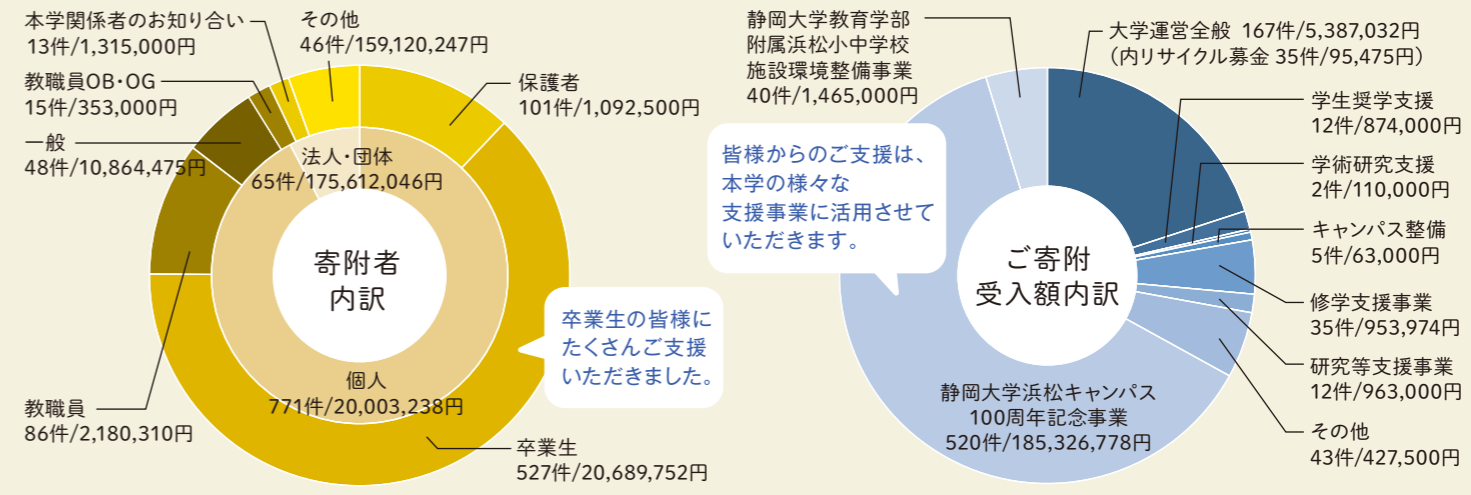 本学関係者のお知り合い
13件/1,315,000円
その他
46件/159,120,247円
教職員OB・OG
15件/353,000円
一般
48件/10,864,475円
保護者
101件/1,092,500円
法人・団体
65件/175,612,046円
寄附者
内訳
卒業生の皆様に
たくさんご支援
いただきました。
個人
771件/20,003,238円
教職員
86件/2,180,310円
卒業生
527件/20,689,752円
静岡大学教育学部
附属浜松小中学校
施設環境整備事業
40件/1,465,000円
大学運営全般 167件/5,387,032円
（内リサイクル募金 35件/95,475円）
学生奨学支援
12件/874,000円
皆様からのご支援は、
本学の様々な
支援事業に活用させて
いただきます。
学術研究支援
2件/110,000円
キャンパス整備
5件/63,000円
ご寄附
受入額内訳
修学支援事業
35件/953,974円
研究等支援事業
12件/963,000円
静岡大学浜松キャンパス
100周年記念事業
520件/185,326,778円
その他
43件/427,500円